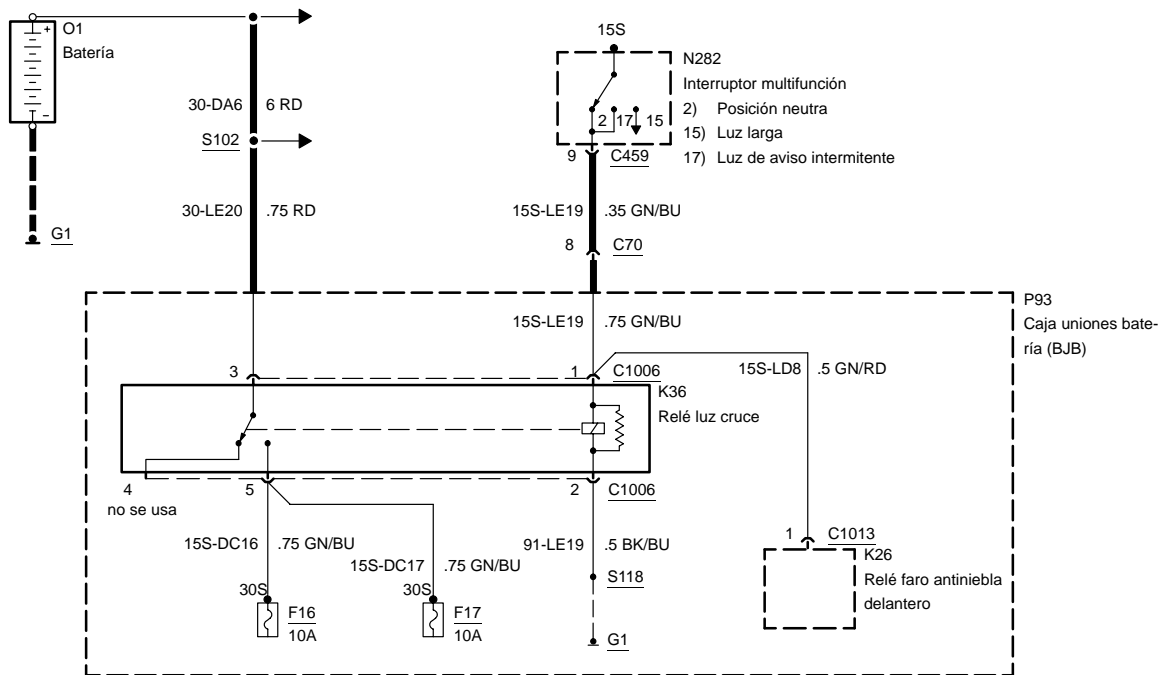 O1
Batería
+
-
G1
30-DA6 6 RD
S102
30-LE20 .75 RD
15S
N282
Interruptor multifunción
2) Posición neutra
15) Luz larga
17) Luz de aviso intermitente
2 17 15
9 C459
15S-LE19 .35 GN/BU
8 C70
P93
Caja uniones bate-
ría (BJB)
15S-LE19 .75 GN/BU
15S-LD8 .5 GN/RD
3
1 C1006
K36
Relé luz cruce
4
no se usa
5
2 C1006
15S-DC16 .75 GN/BU
15S-DC17 .75 GN/BU
91-LE19 .5 BK/BU
S118
G1
30S
F16
10A
30S
F17
10A
1 C1013
K26
Relé faro antiniebla
delantero